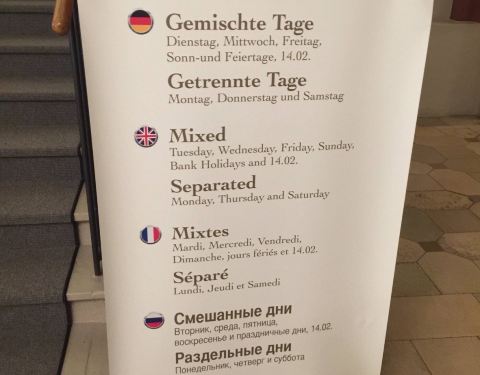 Gemischte Tage
Dienstag, Mittwoch, Freitag,
Sonn-und Feiertage, 14.02.
Getrennte Tage
Montag, Donnerstag und Samstag
Mixed
Tuesday, Wednesday, Friday, Sunday,
Bank Holidays and 14.02.
Separated
Monday, Thursday and Saturday
Mixtes
Mardi, Mercredi, Vendredi,
Dimanche, jours fériés et 14.02.
Séparé
Lundi, Jeudi et Samedi
Смешанные дни
Вторник, среда, пятница,
воскресенье и праздничные дни, 14.02.
Раздельные дни
Понедельник, четверг и суббота